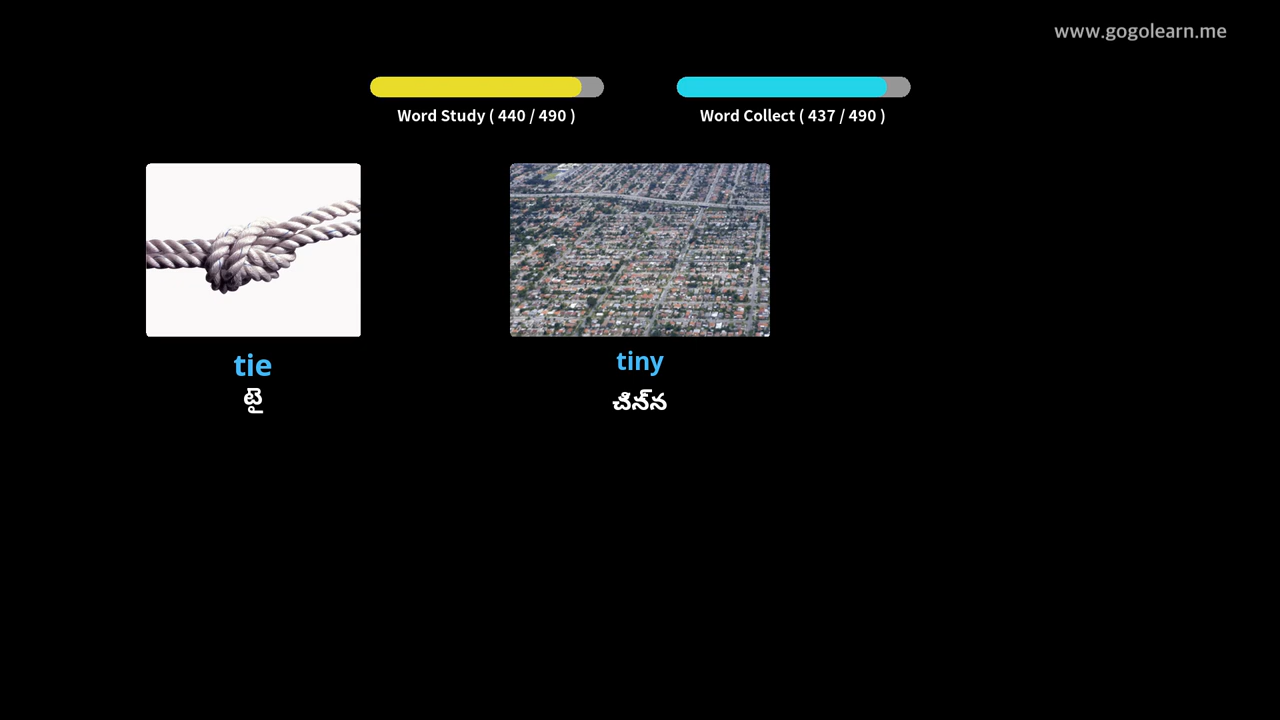 www.gogolearn.me
Word Study ( 440 / 490 )
Word Collect ( 437 / 490 )
tie
టై
tiny
చిన్‌న